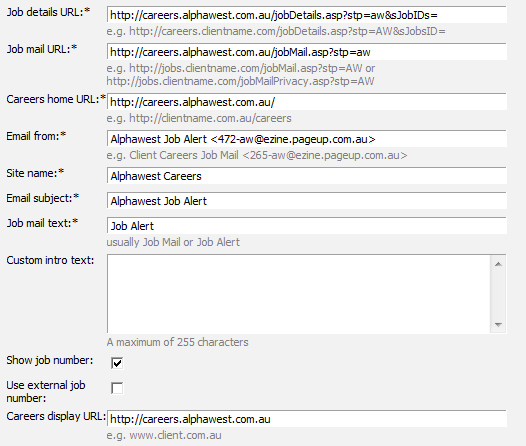 Job details URL:* http://careers.alphawest.com.au/jobDetails.asp?stp=aw&sJobIDs=
e.g. http://careers.clientname.com/jobDetails.asp?stp=AW&sJobsID=
Job mail URL:* http://careers.alphawest.com.au/jobMail.asp?stp=aw
e.g. http://jobs.clientname.com/jobMail.asp?stp=AW or
http://jobs.clientname.com/jobMailPrivacy.asp?stp=AW
Careers home URL:* http://careers.alphawest.com.au/
e.g. http://clientname.com.au/careers
Email from:* Alphawest Job Alert <472-aw@ezine.pageup.com.au>
e.g. Client Careers Job Mail <265-aw@ezine.pageup.com.au>
Site name:* Alphawest Careers
Email subject:* Alphawest Job Alert
Job mail text:* Job Alert
usually Job Mail or Job Alert
Custom intro text:
A maximum of 255 characters
Show job number:
Use external job
number:
Careers display URL: http://careers.alphawest.com.au
e.g. www.client.com.au